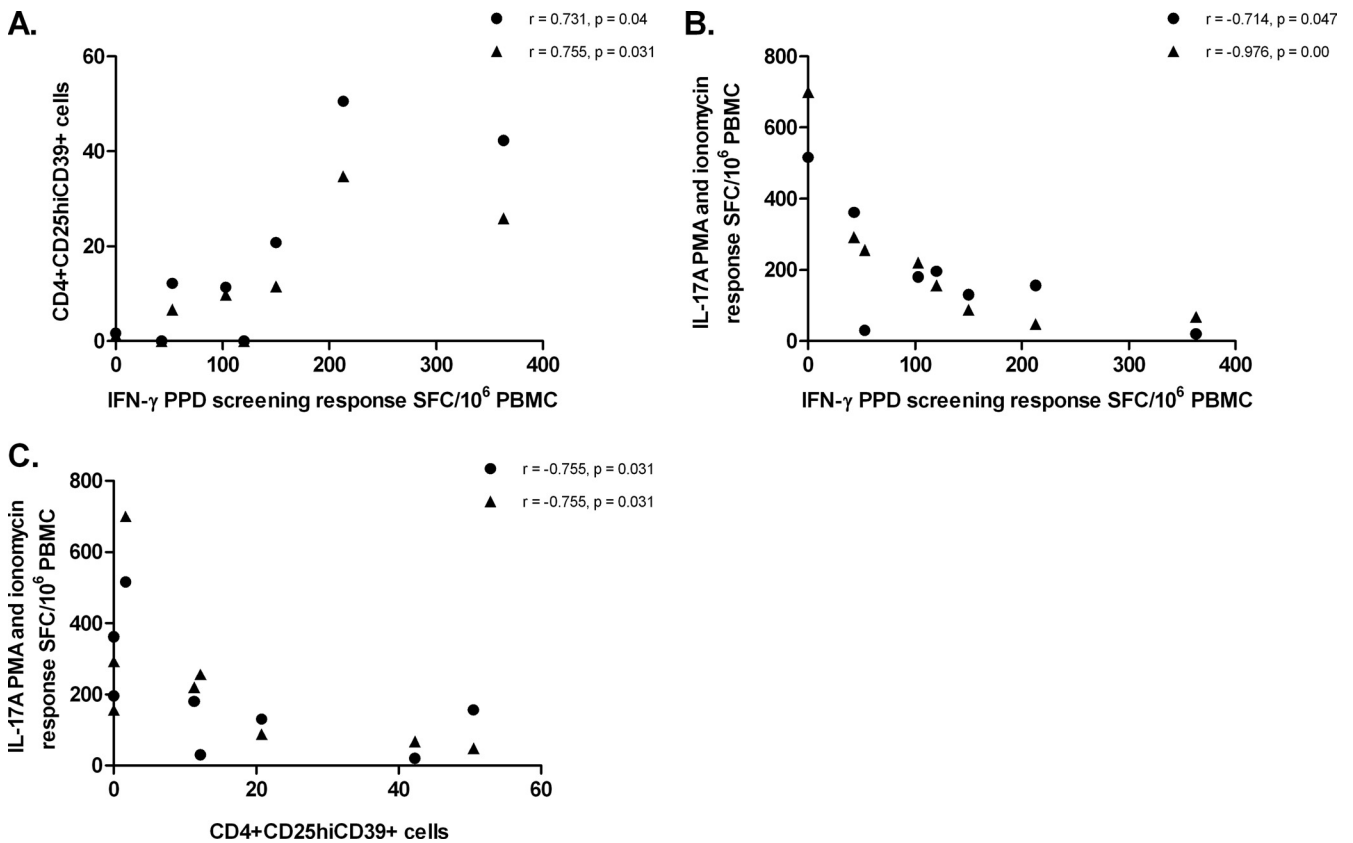 A.
r = 0.731, p = 0.04
r = 0.755, p = 0.031
CD4+CD25hiCD39+ cells
60
40
20
0
0 100 200 300 400
IFN-γ PPD screening response SFC/10⁶ PBMC
B.
r = -0.714, p = 0.047
r = -0.976, p = 0.00
IL-17A PMA and ionomycin
response SFC/10⁶ PBMC
800
600
400
200
0
0 100 200 300 400
IFN-γ PPD screening response SFC/10⁶ PBMC
C.
r = -0.755, p = 0.031
r = -0.755, p = 0.031
IL-17A PMA and ionomycin
response SFC/10⁶ PBMC
800
600
400
200
0
0 20 40 60
CD4+CD25hiCD39+ cells